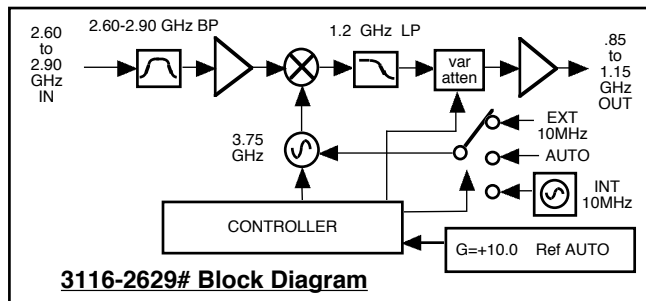 2.60
to
2.90
GHz
IN
2.60-2.90 GHz BP
1.2 GHz LP
var
atten
.85
to
1.15
GHz
OUT
3.75
GHz
EXT
10MHz
AUTO
INT
10MHz
CONTROLLER
G=+10.0 Ref AUTO
3116-2629# Block Diagram